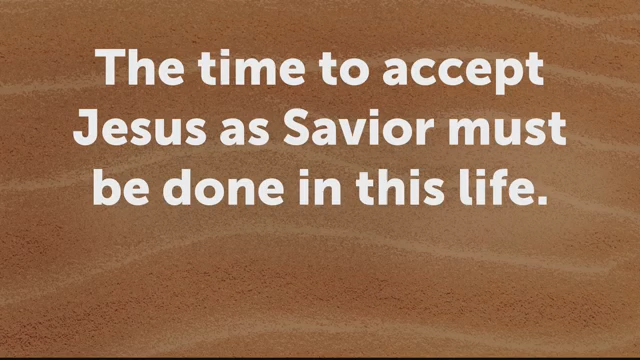 The time to accept
Jesus as Savior must
be done in this life.